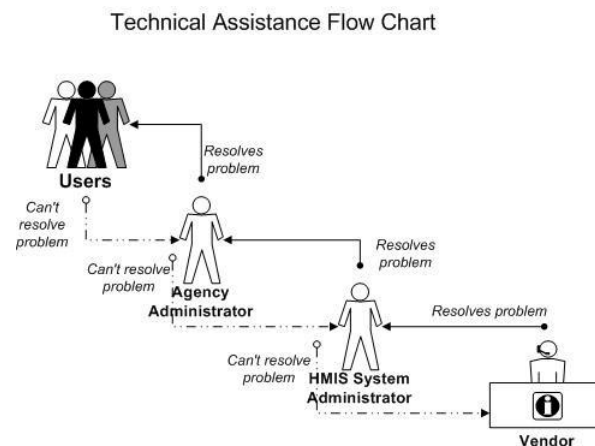 Technical Assistance Flow Chart
Resolves
problem
Users
Can't
resolve
problem
Resolves
problem
Can't resolve
problem
Agency
Administrator
Resolves problem
Can't resolve
problem
HMIS System
Administrator
i
Vendor